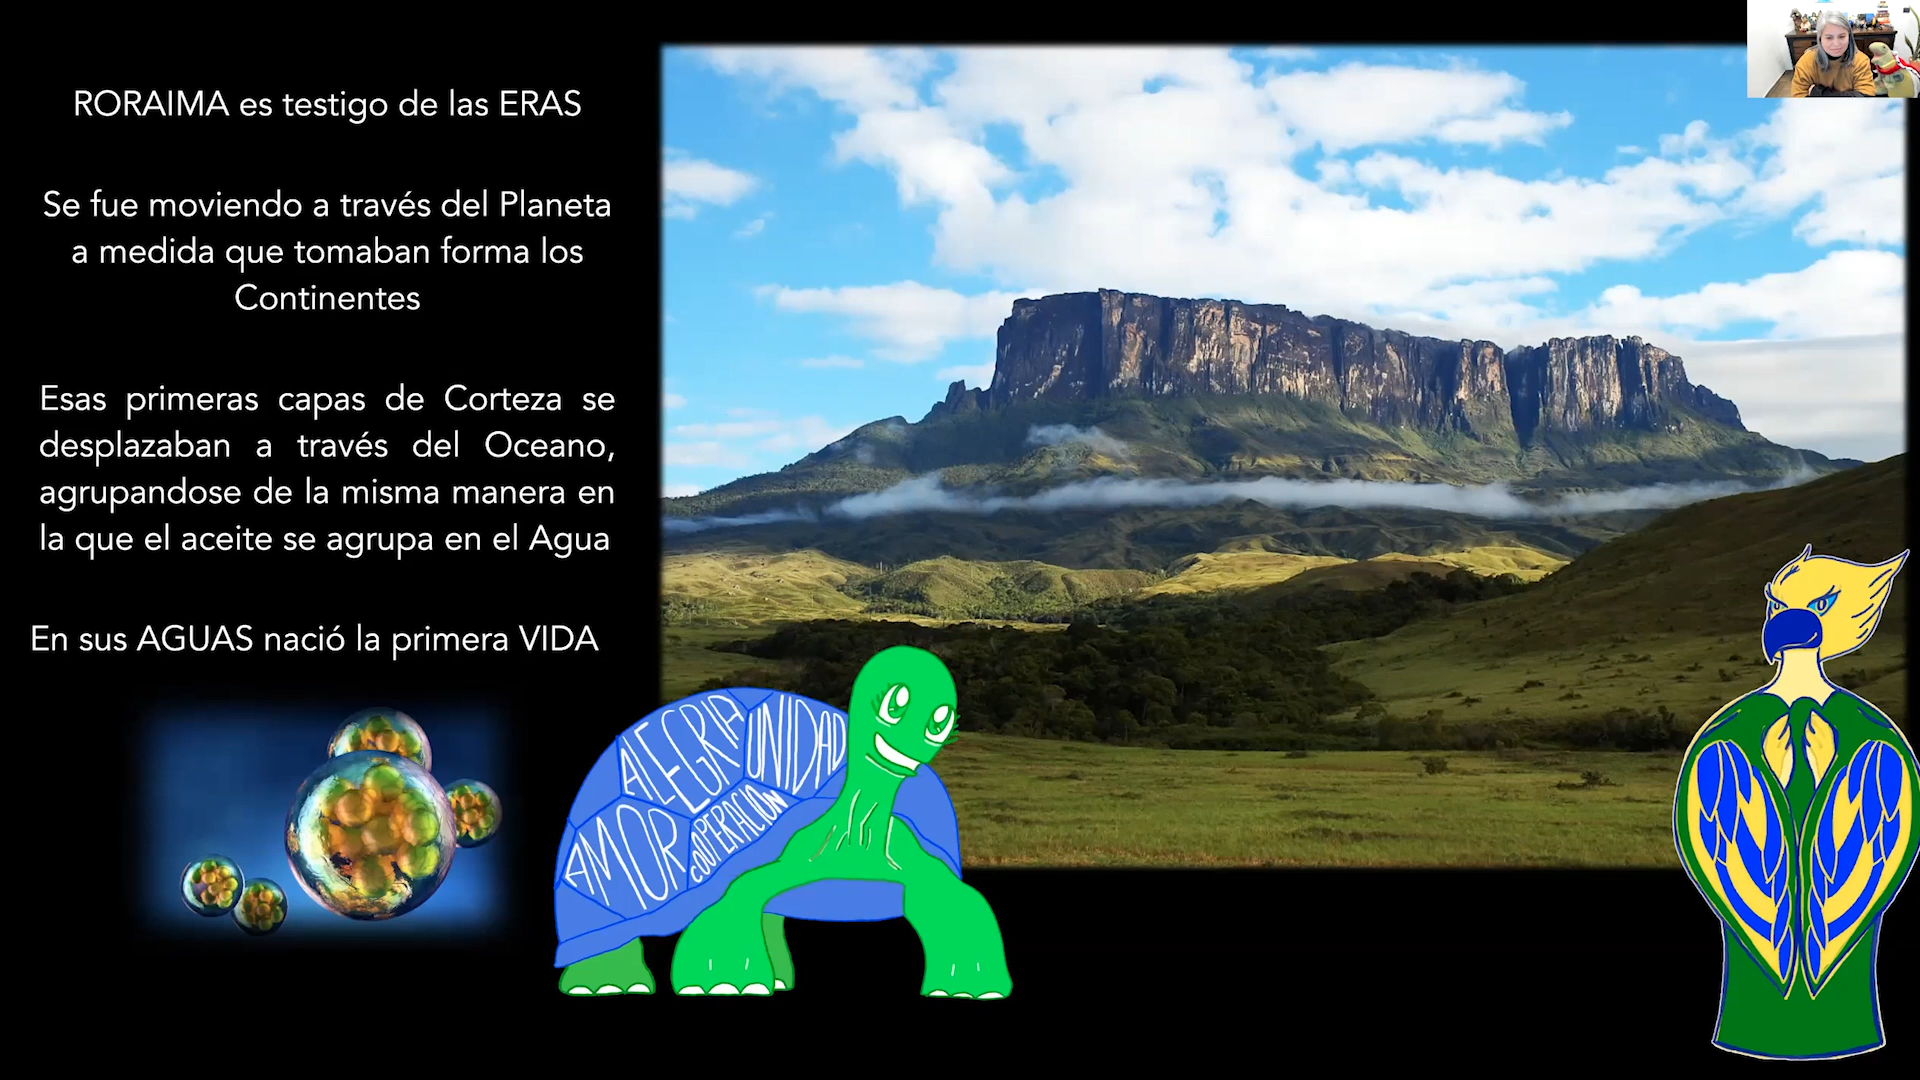 RORAIMA es testigo de las ERAS
Se fue moviendo a través del Planeta
a medida que tomaban forma los
Continentes
Esas primeras capas de Corteza se
desplazaban a través del Oceano,
agrupandose de la misma manera en
la que el aceite se agrupa en el Agua
En sus AGUAS nació la primera VIDA
ALEGRIA
UNIDAD
AMOR
COOPERACION